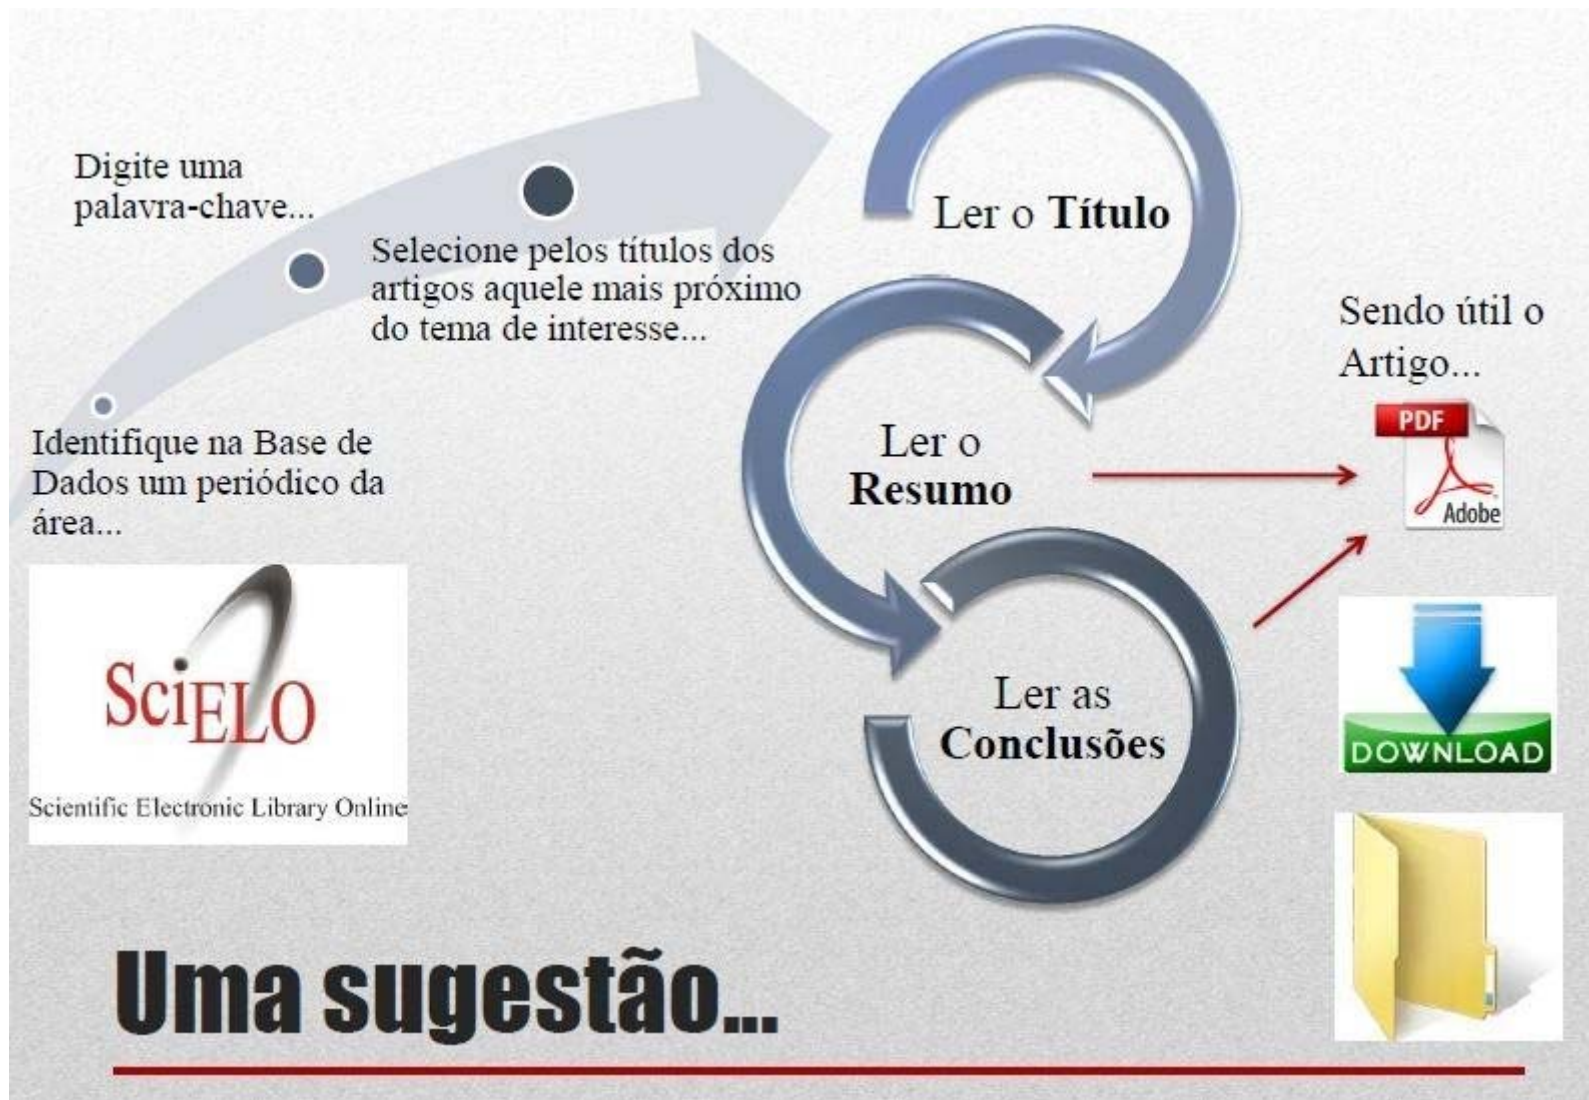 Digite uma
palavra-chave...
Selecione pelos títulos dos
artigos aquele mais próximo
do tema de interesse...
Identifique na Base de
Dados um periódico da
área...
SciELO
Scientific Electronic Library Online
Ler o Título
Ler o
Resumo
Ler as
Conclusões
Sendo útil o
Artigo...
PDF
Adobe
DOWNLOAD
Uma sugestão...